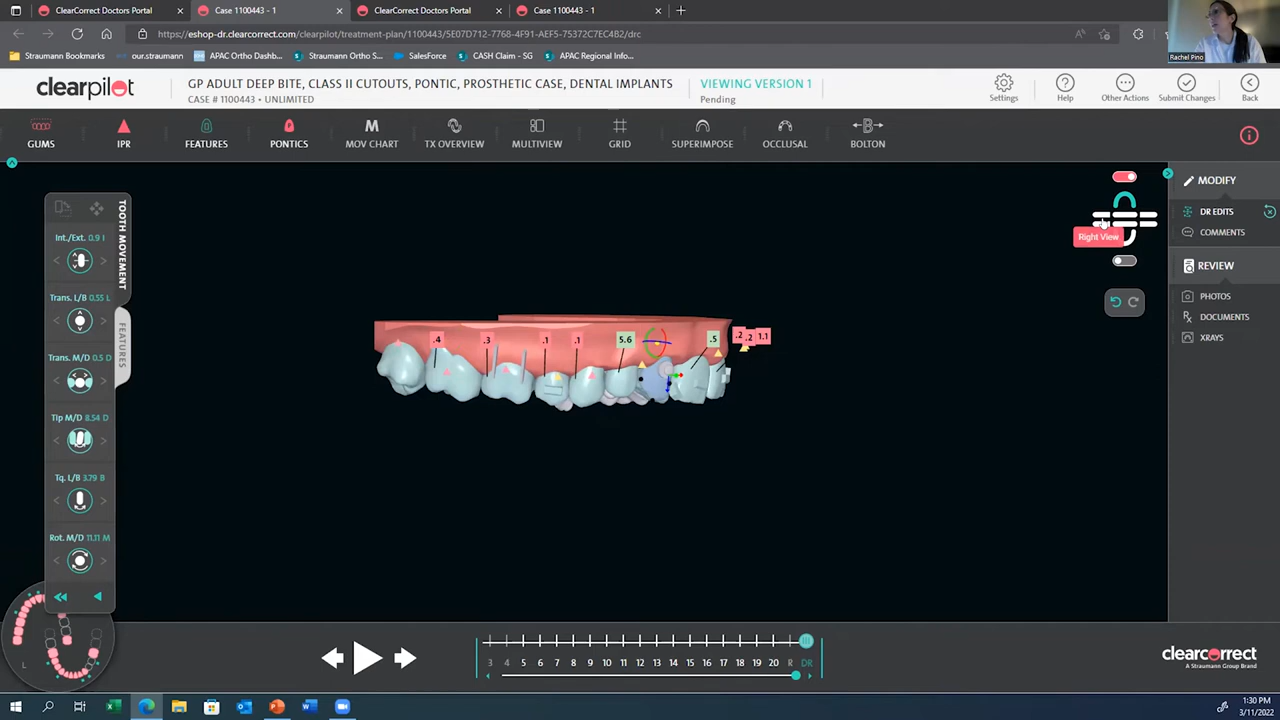 ClearCorrect Doctors Portal
Case 1100443 - 1
ClearCorrect Doctors Portal
Case 1100443 - 1
https://eshop-dr.clearcorrect.com/clearpilot/treatment-plan/1100443/5E07D712-7768-4F91-AEF5-75372C7EC4B2/drc
Straumann Bookmarks
our.straumann
APAC Ortho Dashb...
Straumann Ortho S...
SalesForce
CASH Claim - SG
APAC Regional Info...
Rachel Pino
clearpilot
GP ADULT DEEP BITE, CLASS II CUTOUTS, PONTIC, PROSTHETIC CASE, DENTAL IMPLANTS
CASE # 1100443 • UNLIMITED
VIEWING VERSION 1
Pending
Settings
Help
Other Actions
Submit Changes
Back
GUMS
IPR
FEATURES
PONTICS
M
MOV CHART
TX OVERVIEW
MULTIVIEW
GRID
SUPERIMPOSE
OCCLUSAL
B
BOLTON
MODIFY
DR EDITS
COMMENTS
REVIEW
PHOTOS
DOCUMENTS
XRAYS
Right View
TOOTH MOVEMENT
FEATURES
Int./Ext. 0.9 I
Trans. L/B 0.55 L
Trans. M/D 0.5 D
Tip M/D 8.54 D
Tq. L/B 3.79 B
Rot. M/D 11.11 M
.4 .3 .1 .1 5.6 .5 .2 .2 1.1
L
3 4 5 6 7 8 9 10 11 12 13 14 15 16 17 18 19 20 R DR
clearcorrect
A Straumann Group Brand
1:30 PM
3/11/2022